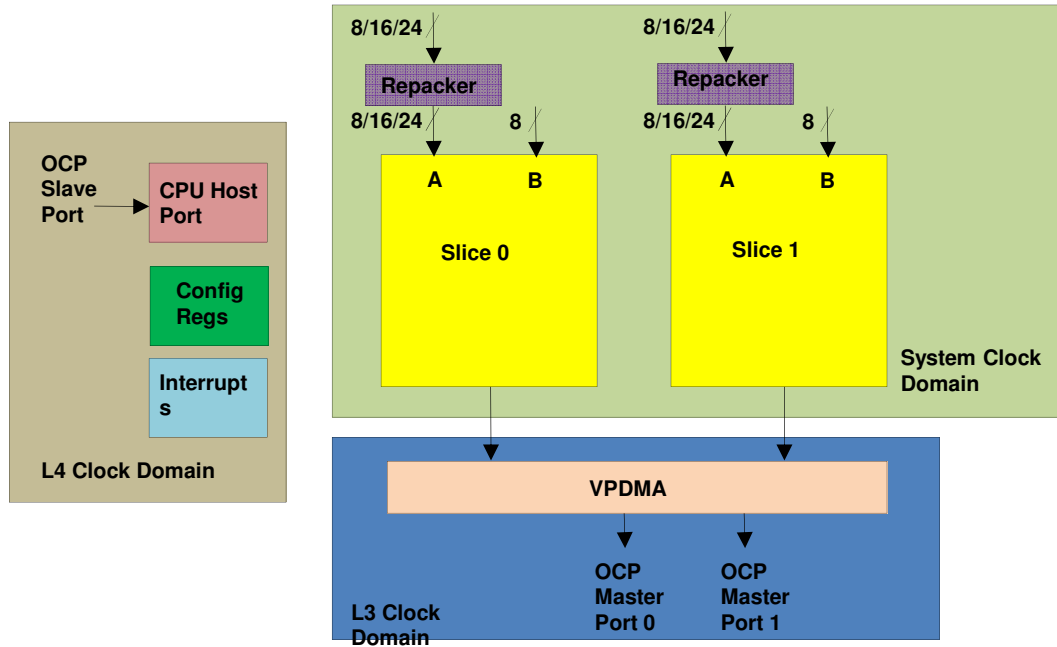 8/16/24
8/16/24
Repacker
Repacker
8/16/24
8
8/16/24
8
OCP
Slave
Port
CPU Host
Port
A
B
A
B
Slice 0
Slice 1
Config
Regs
Interrupt
s
System Clock
Domain
L4 Clock Domain
VPDMA
OCP
Master
Port 0
OCP
Master
Port 1
L3 Clock
Domain